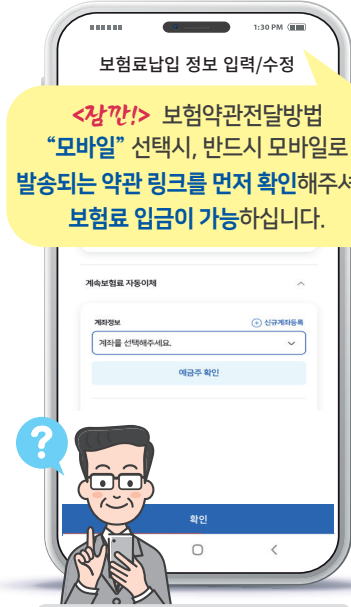 1:30 PM
보험료납입 정보 입력/수정
<잠깐!> 보험약관전달방법
“모바일” 선택시, 반드시 모바일로
발송되는 약관 링크를 먼저 확인해주셔
보험료 입금이 가능하십니다.
계속보험료 자동이체
계좌정보
신규계좌등록
계좌를 선택해주세요.
예금주 확인
?
확인